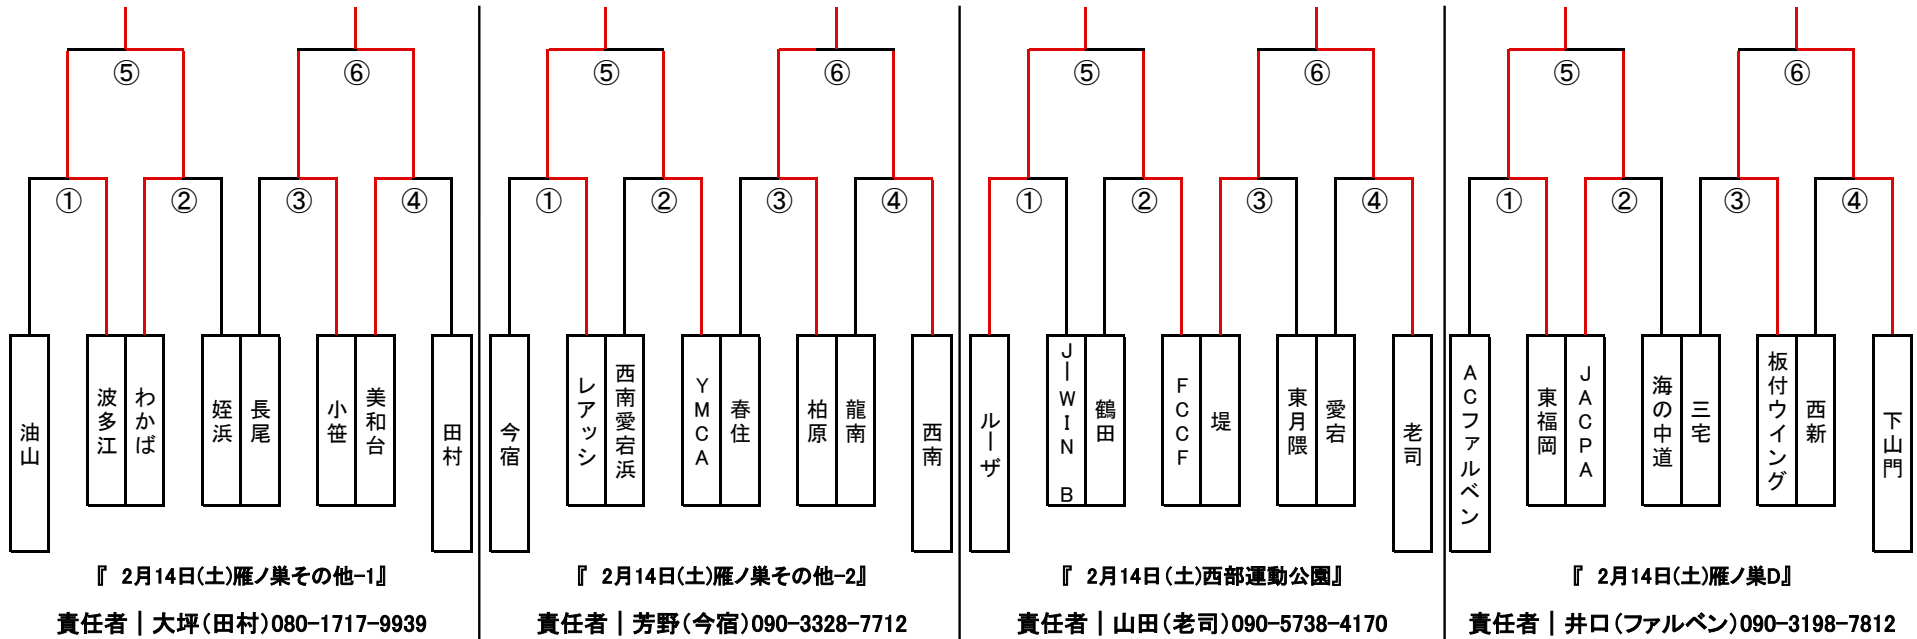 ⑤ ⑥ ⑤ ⑥ ⑤ ⑥ ⑤ ⑥
① ② ③ ④ ① ② ③ ④ ① ② ③ ④ ① ② ③ ④
油山
波多江
わかば
姪浜
長尾
小笹
美和台
田村
今宿
レアッシ
西南愛宕浜
YMCA
春住
柏原
龍南
西南
ルーザ
JーWIN B
鶴田
FCCF
堤
東月隈
愛宕
老司
ACファルベン
東福岡
JACPA
海の中道
三宅
板付ウイング
西新
下山門
『 2月14日(土)雁ノ巣その他-1』
『 2月14日(土)雁ノ巣その他-2』
『 2月14日(土)西部運動公園』
『 2月14日(土)雁ノ巣D』
責任者｜大坪(田村)080-1717-9939
責任者｜芳野(今宿)090-3328-7712
責任者｜山田(老司)090-5738-4170
責任者｜井口(ファルベン)090-3198-7812